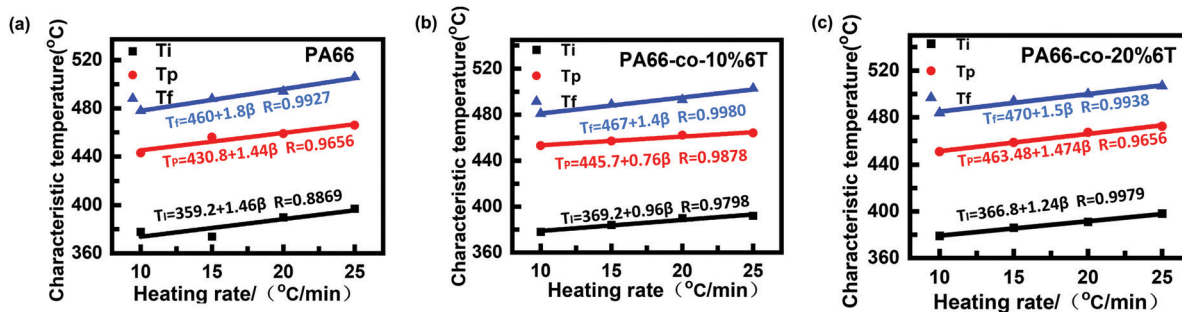 (a)
Characteristic temperature(°C)
520
480
440
400
360
Ti
Tp
Tf
PA66
Tf=460+1.8β R=0.9927
TP=430.8+1.44β R=0.9656
TI=359.2+1.46β R=0.8869
10 15 20 25
Heating rate/（°C/min）
(b)
Characteristic temperature(°C)
520
480
440
400
360
Ti
Tp
Tf
PA66-co-10%6T
Tf=467+1.4β R=0.9980
TP=445.7+0.76β R=0.9878
TI=369.2+0.96β R=0.9798
10 15 20 25
Heating rate（°C/min）
(c)
Characteristic temperature(°C)
520
480
440
400
360
Ti
Tp
Tf
PA66-co-20%6T
Tf=470+1.5β R=0.9938
TP=463.48+1.474β R=0.9656
TI=366.8+1.24β R=0.9979
10 15 20 25
Heating rate/（°C/min）